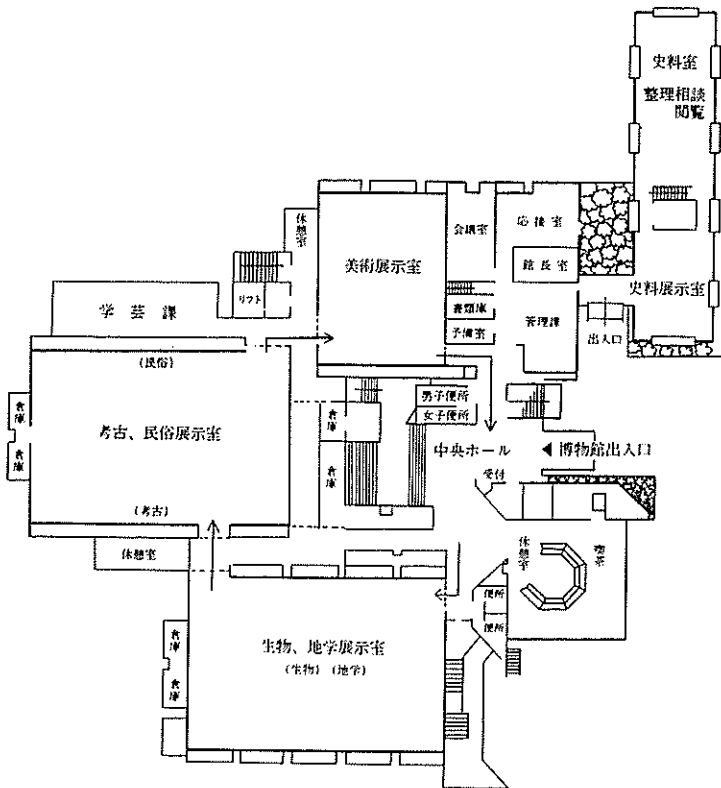 史料室
整理相談
閲覧
史料展示室
休憩室
美術展示室
会議室
応接室
館長室
リフト
書類庫
予備室
管理課
出入口
学芸課
(民俗)
考古、民俗展示室
(考古)
倉庫
倉庫
倉庫
倉庫
男子便所
女子便所
中央ホール
◀博物館出入口
受付
休憩室
休憩室
喫茶
便所
便所
生物、地学展示室
(生物)(地学)
倉庫
倉庫